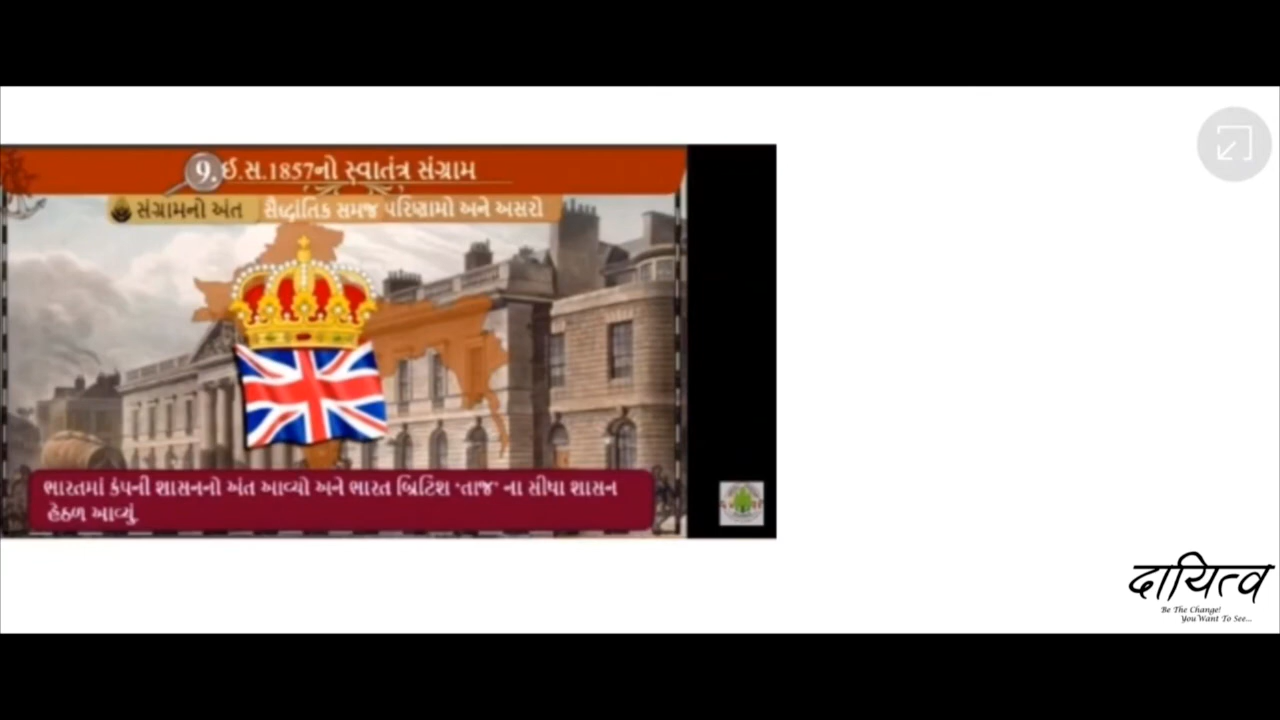 9. ઈ.સ.1857નો સ્વાતંત્ર સંગ્રામ
સંગ્રામનો અંત સૈદ્ધાંતિક સમજ પરિણામો અને અસરો
ભારતમાં કંપની શાસનનો અંત આવ્યો અને ભારત બ્રિટિશ ‘તાજ’ ના સીધા શાસન
હેઠળ આવ્યું.
दायित्व
Be The Change!
You Want To See...